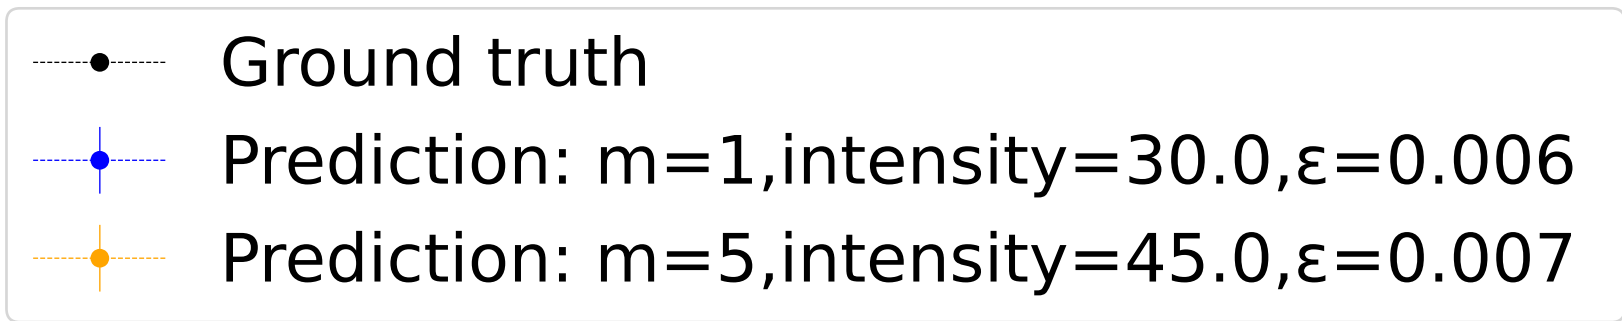 Ground truth
Prediction: m=1,intensity=30.0,ε=0.006
Prediction: m=5,intensity=45.0,ε=0.007